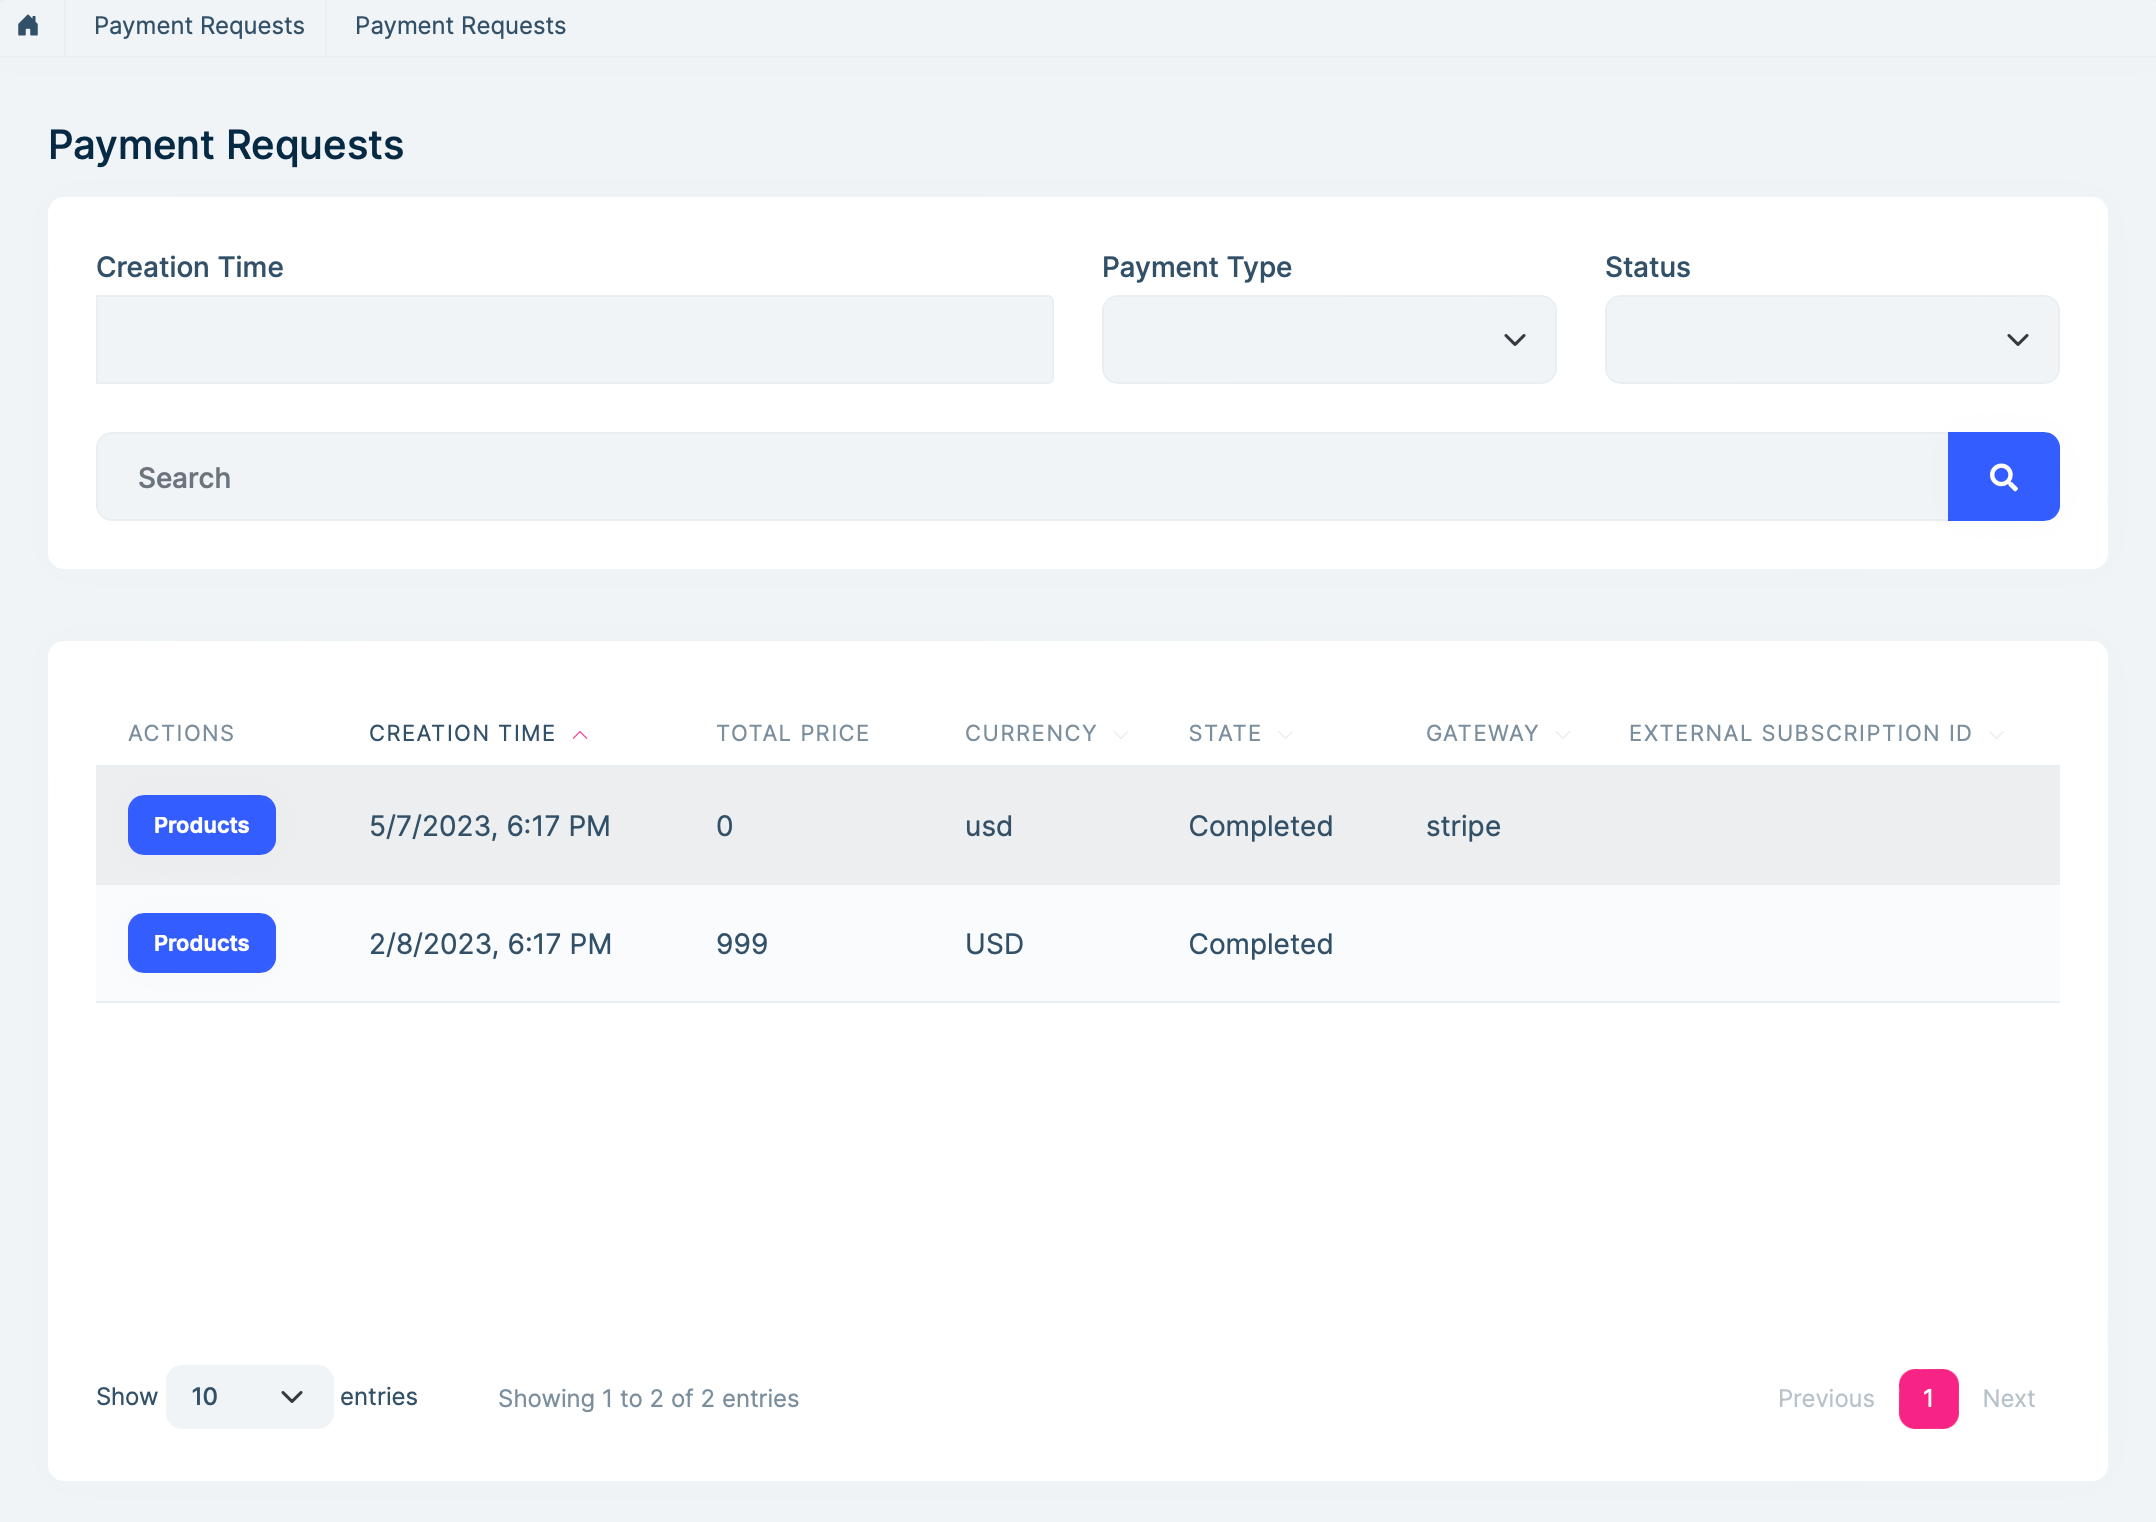 Payment Requests Payment Requests
Payment Requests
Creation Time Payment Type Status
Search
ACTIONS CREATION TIME TOTAL PRICE CURRENCY STATE GATEWAY EXTERNAL SUBSCRIPTION ID
Products 5/7/2023, 6:17 PM 0 usd Completed stripe
Products 2/8/2023, 6:17 PM 999 USD Completed
Show 10 entries Showing 1 to 2 of 2 entries Previous 1 Next